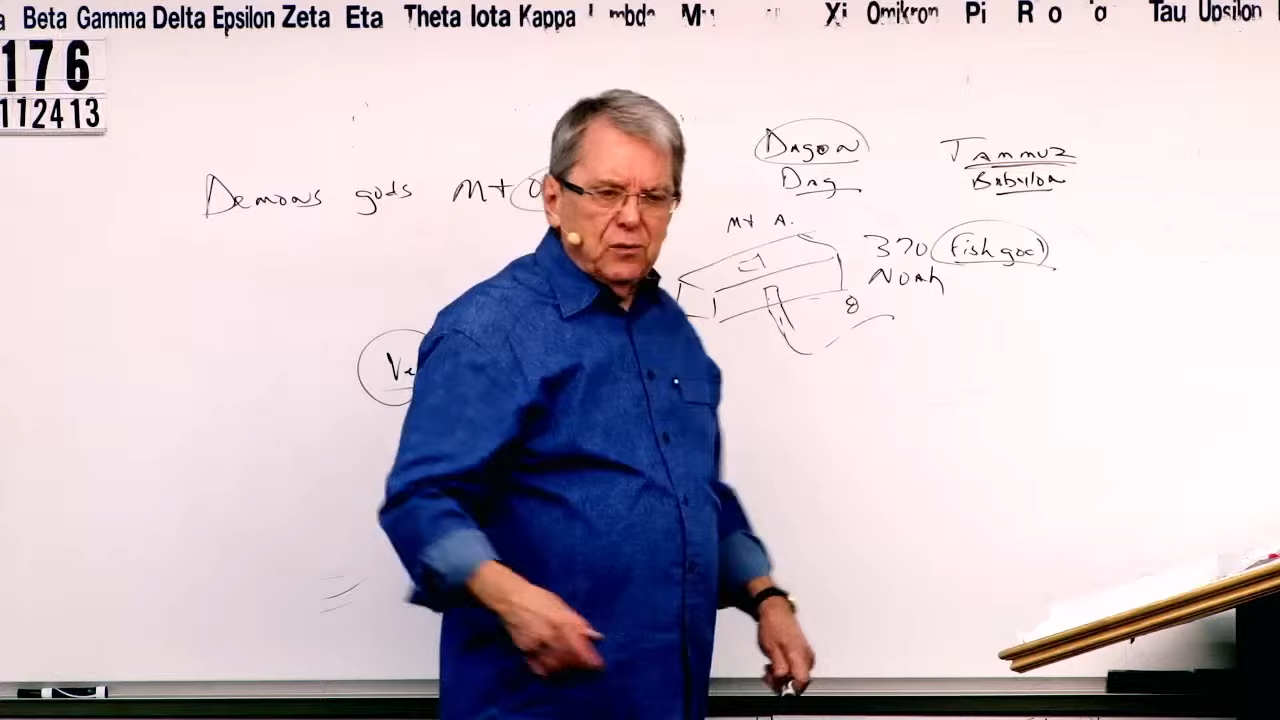 Beta Gamma Delta Epsilon Zeta Eta Theta Iota Kappa Xi Omikron Pi Tau Upsilon
176
112413
Dagon
Dag
Tammuz
Babylon
Demons gods
Mt A.
370 fish god
Noah
8